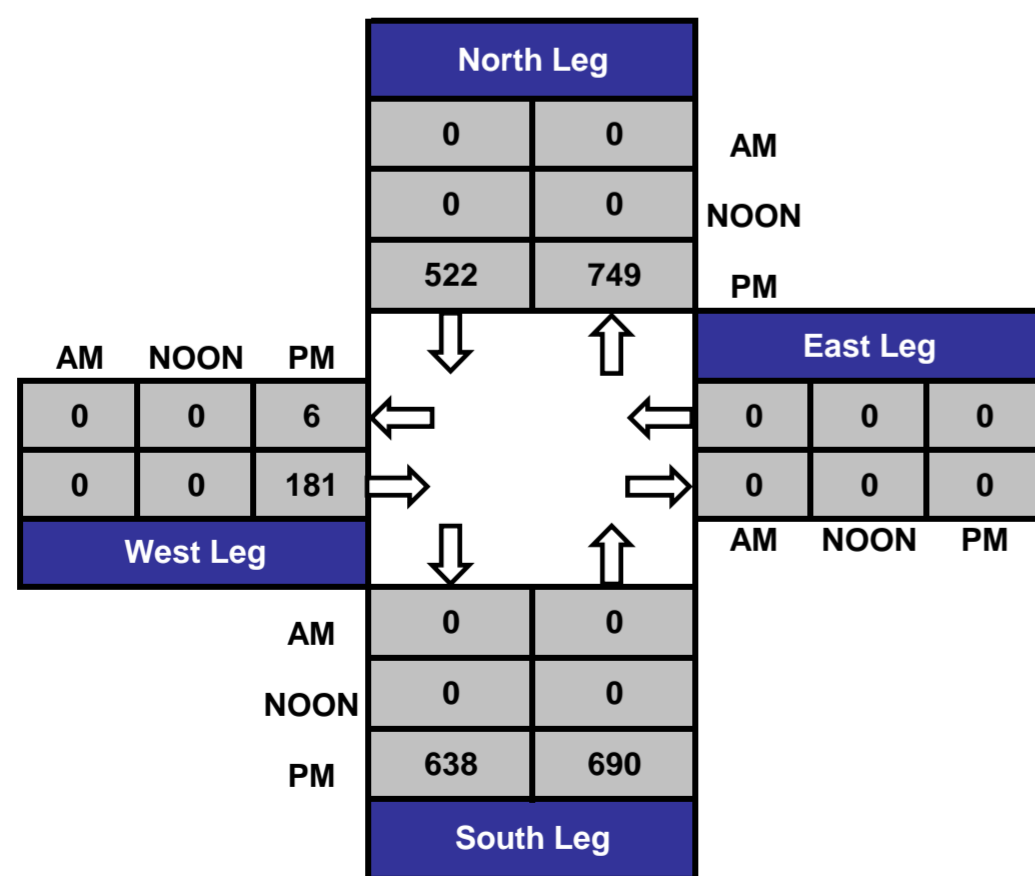 North Leg
0 0 AM
0 0 NOON
522 749 PM
East Leg
AM NOON PM
0 0 6 0 0 0
0 0 181 0 0 0
AM NOON PM
West Leg
AM 0 0
NOON 0 0
PM 638 690
South Leg